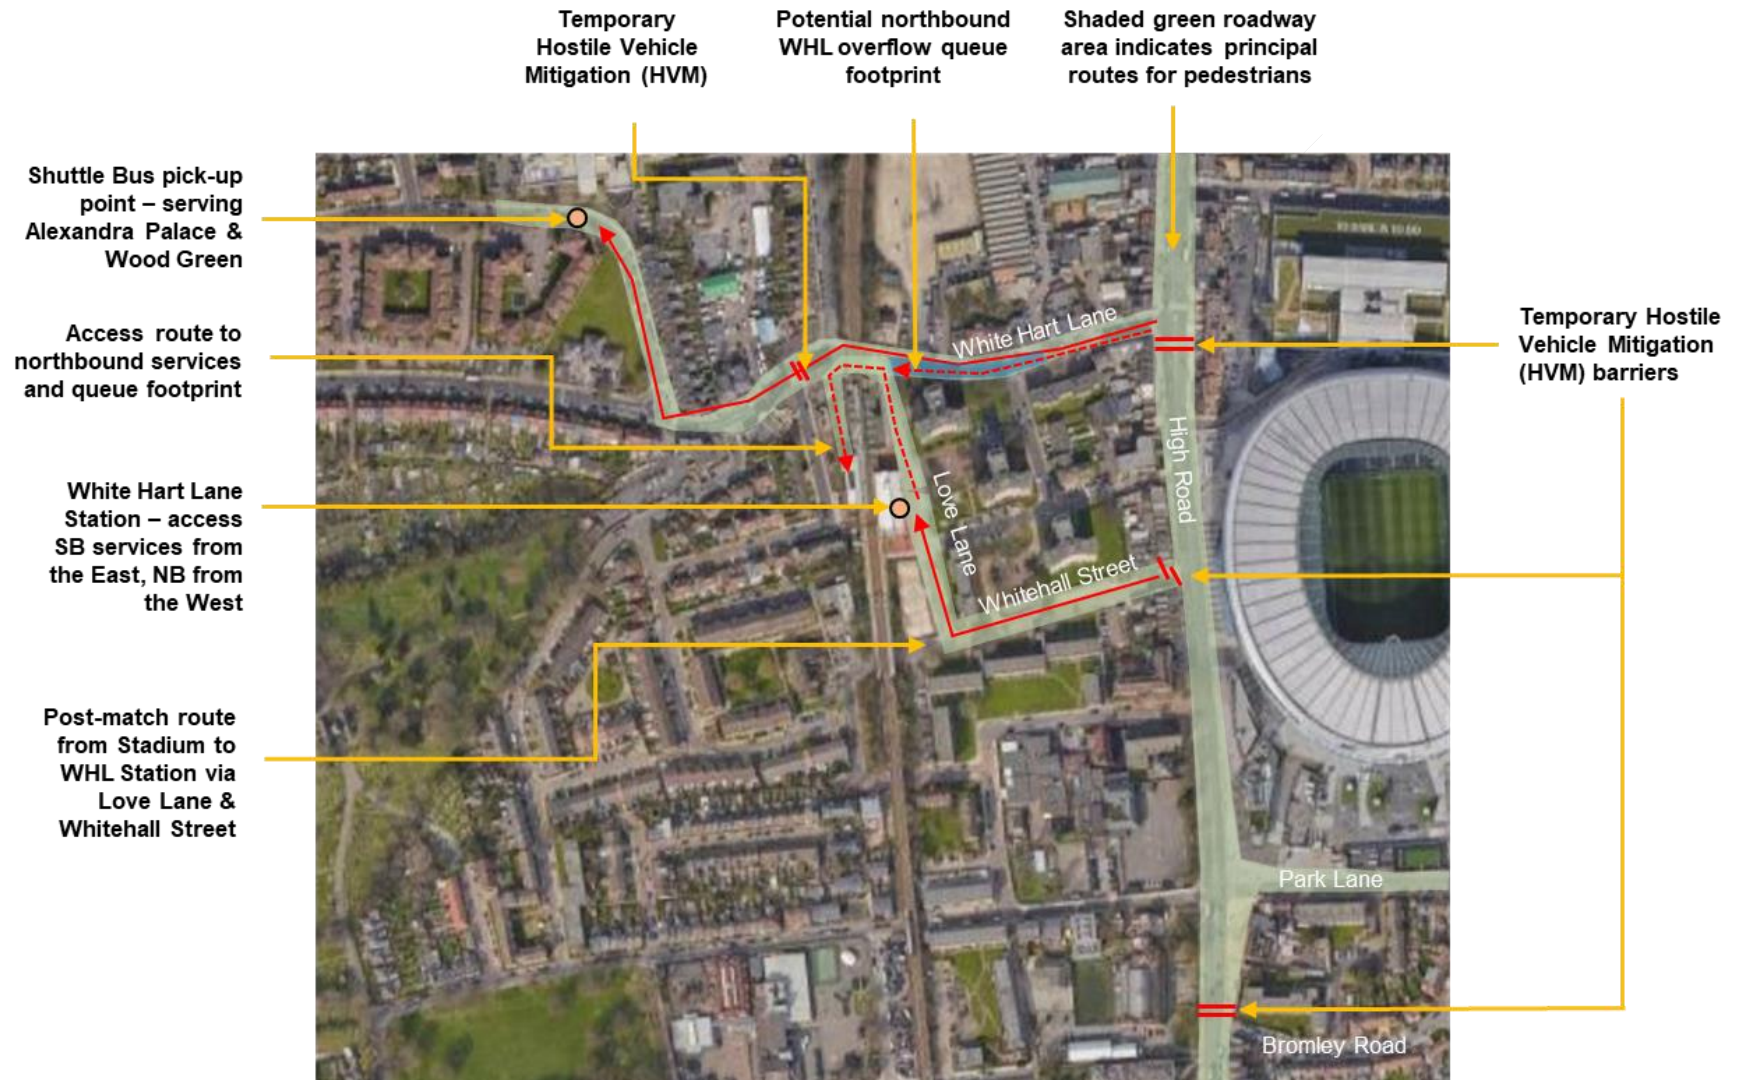 Temporary
Hostile Vehicle
Mitigation (HVM)
Potential northbound
WHL overflow queue
footprint
Shaded green roadway
area indicates principal
routes for pedestrians
Shuttle Bus pick-up
point – serving
Alexandra Palace &
Wood Green
Access route to
northbound services
and queue footprint
White Hart Lane
Station – access
SB services from
the East, NB from
the West
Post-match route
from Stadium to
WHL Station via
Love Lane &
Whitehall Street
White Hart Lane
High Road
Love Lane
Whitehall Street
Park Lane
Bromley Road
Temporary Hostile
Vehicle Mitigation
(HVM) barriers